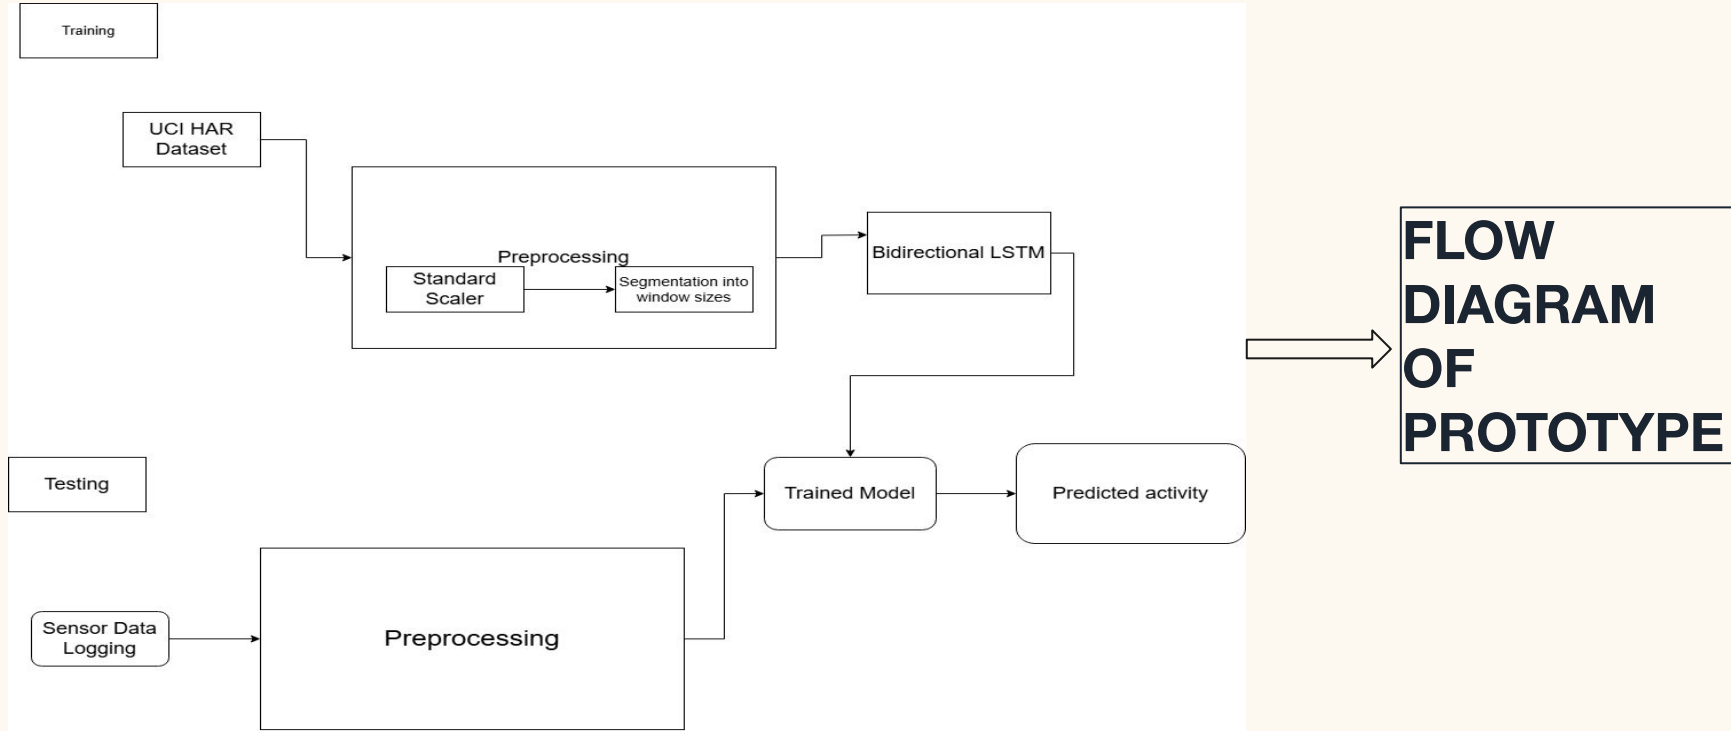 Training
UCI HAR
Dataset
Preprocessing
Standard
Scaler
Segmentation into
window sizes
Bidirectional LSTM
Testing
Sensor Data
Logging
Preprocessing
Trained Model
Predicted activity
FLOW
DIAGRAM
OF
PROTOTYPE